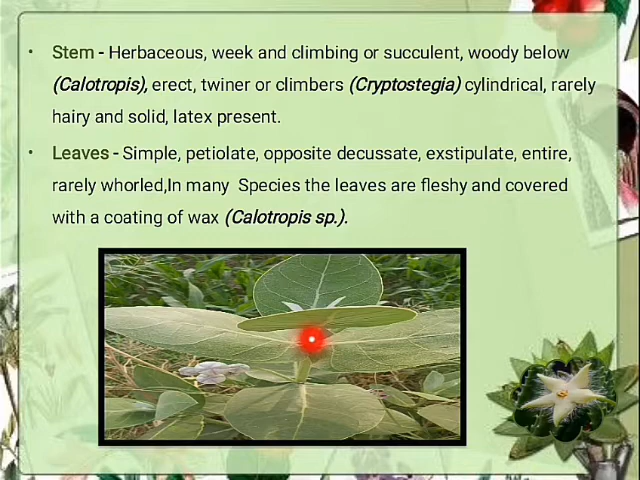 • Stem - Herbaceous, week and climbing or succulent, woody below
(Calotropis), erect, twiner or climbers (Cryptostegia) cylindrical, rarely
hairy and solid, latex present.
• Leaves - Simple, petiolate, opposite decussate, exstipulate, entire,
rarely whorled,In many Species the leaves are fleshy and covered
with a coating of wax (Calotropis sp.).